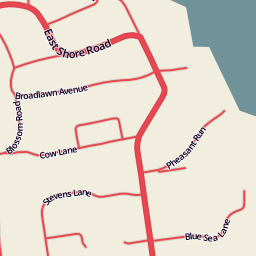 East Shore Road
Broadlawn Avenue
Blossom Road
Cow Lane
Pheasant Run
Stevens Lane
Blue Sea Lane